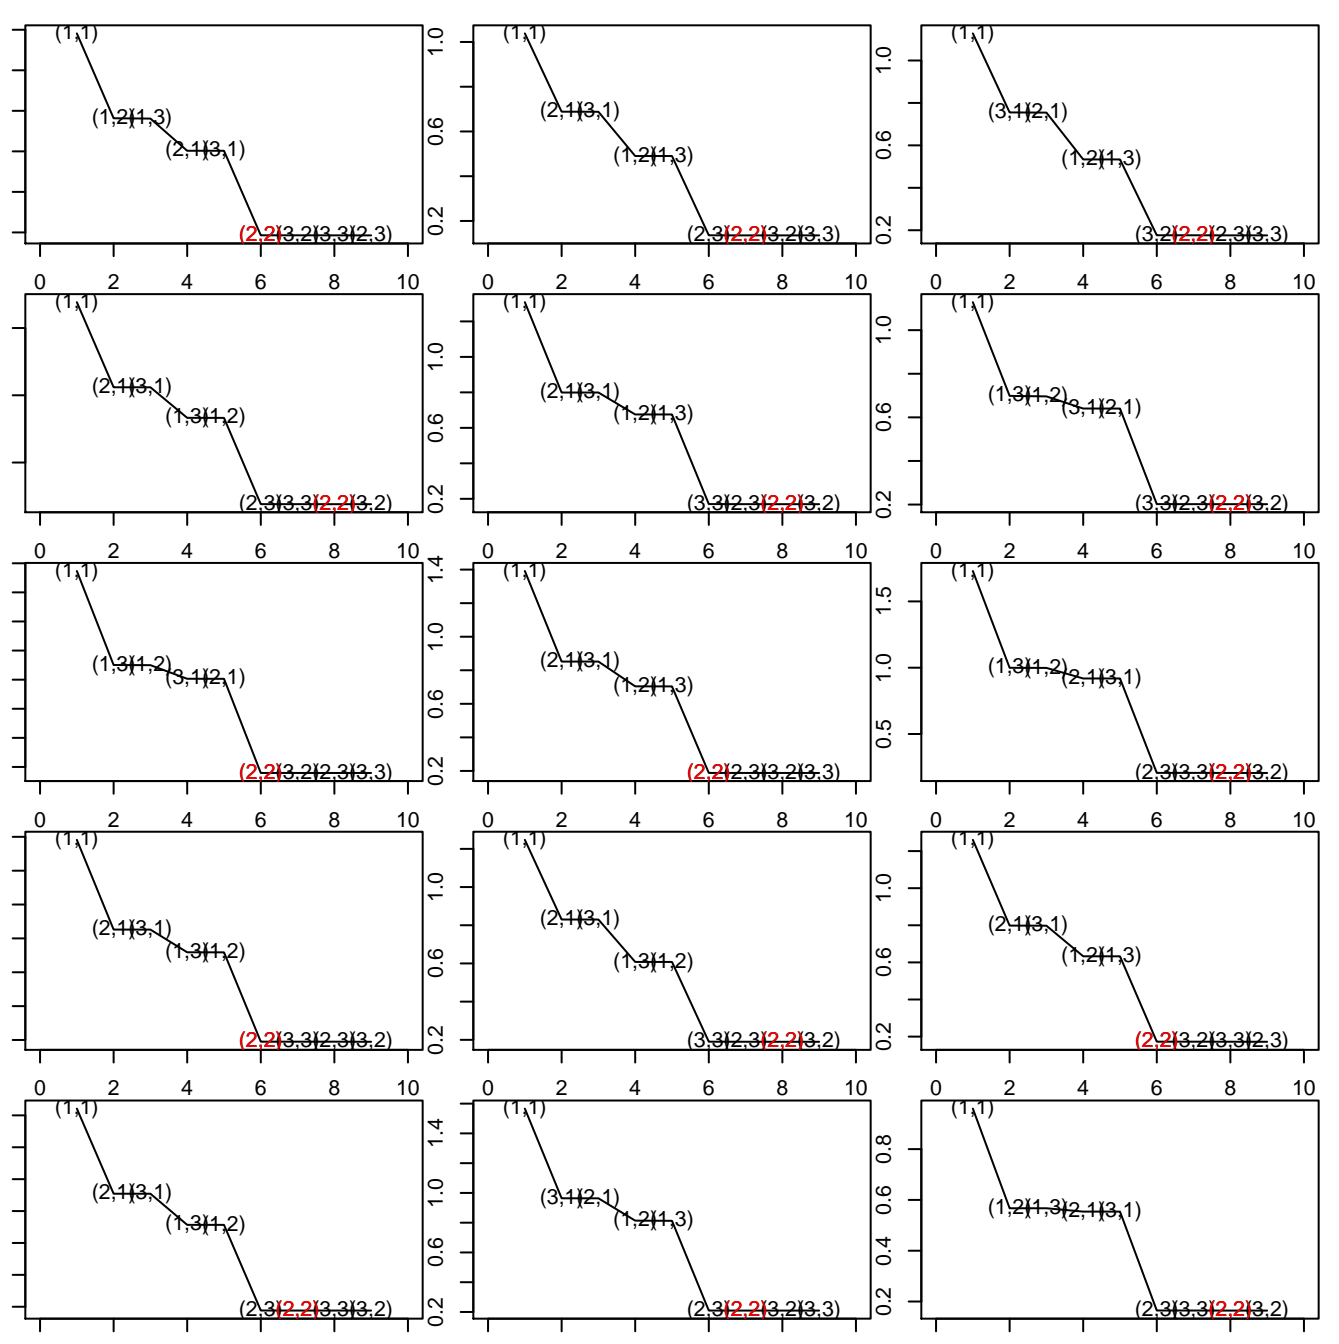 (1,1) (1,1) (1,1)
1.0 1.0
(1,2) (1,3) (2,1) (3,1) (3,1) (2,1)
0.6 0.6
(2,1) (3,1) (1,2) (1,3) (1,2) (1,3)
0.2 0.2
(2,2) (3,2) (3,3) (2,3) (2,3) (2,2) (3,2) (3,3) (3,2) (2,2) (2,3) (3,3)
0 2 4 6 8 10 0 2 4 6 8 10 0 2 4 6 8 10
(1,1) (1,1) (1,1)
1.0 1.0
(2,1) (3,1) (2,1) (3,1) (1,3) (1,2)
0.6 0.6
(1,3) (1,2) (1,2) (1,3) (3,1) (2,1)
0.2 0.2
(2,3) (3,3) (2,2) (3,2) (3,3) (2,3) (2,2) (3,2) (3,3) (2,3) (2,2) (3,2)
0 2 4 6 8 10 0 2 4 6 8 10 0 2 4 6 8 10
(1,1) 1.4 (1,1) (1,1)
1.5
1.0 1.0
(1,3) (1,2) (2,1) (3,1) (1,3) (1,2)
(3,1) (2,1) (1,2) (1,3) (2,1) (3,1)
0.6 0.5
0.2
(2,2) (3,2) (2,3) (3,3) (2,2) (2,3) (3,2) (3,3) (2,3) (3,3) (2,2) (3,2)
0 2 4 6 8 10 0 2 4 6 8 10 0 2 4 6 8 10
(1,1) (1,1) (1,1)
1.0 1.0
(2,1) (3,1) (2,1) (3,1) (2,1) (3,1)
(1,3) (1,2) (1,3) (1,2) (1,2) (1,3)
0.6 0.6
0.2 0.2
(2,2) (3,3) (2,3) (3,2) (3,3) (2,3) (2,2) (3,2) (2,2) (3,2) (3,3) (2,3)
0 2 4 6 8 10 0 2 4 6 8 10 0 2 4 6 8 10
(1,1) (1,1) (1,1)
1.4 0.8
1.0
(2,1) (3,1) (3,1) (2,1) (1,2) (1,3) (2,1) (3,1)
0.6
(1,3) (1,2) (1,2) (1,3)
0.6 0.4
0.2 0.2
(2,3) (2,2) (3,3) (3,2) (2,3) (2,2) (3,2) (3,3) (2,3) (3,3) (2,2) (3,2)